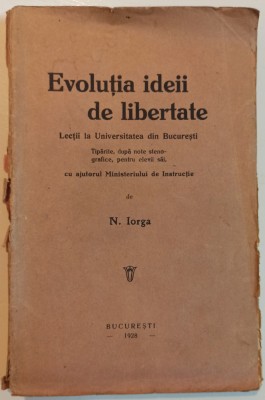 Evoluția ideii
de libertate
Lecții la Universitatea din București
Tipărite, după note steno-
grafice, pentru elevii săi,
cu ajutorul Ministeriului de Instrucție
de
N. Iorga
BUCUREȘTI
— 1928 —